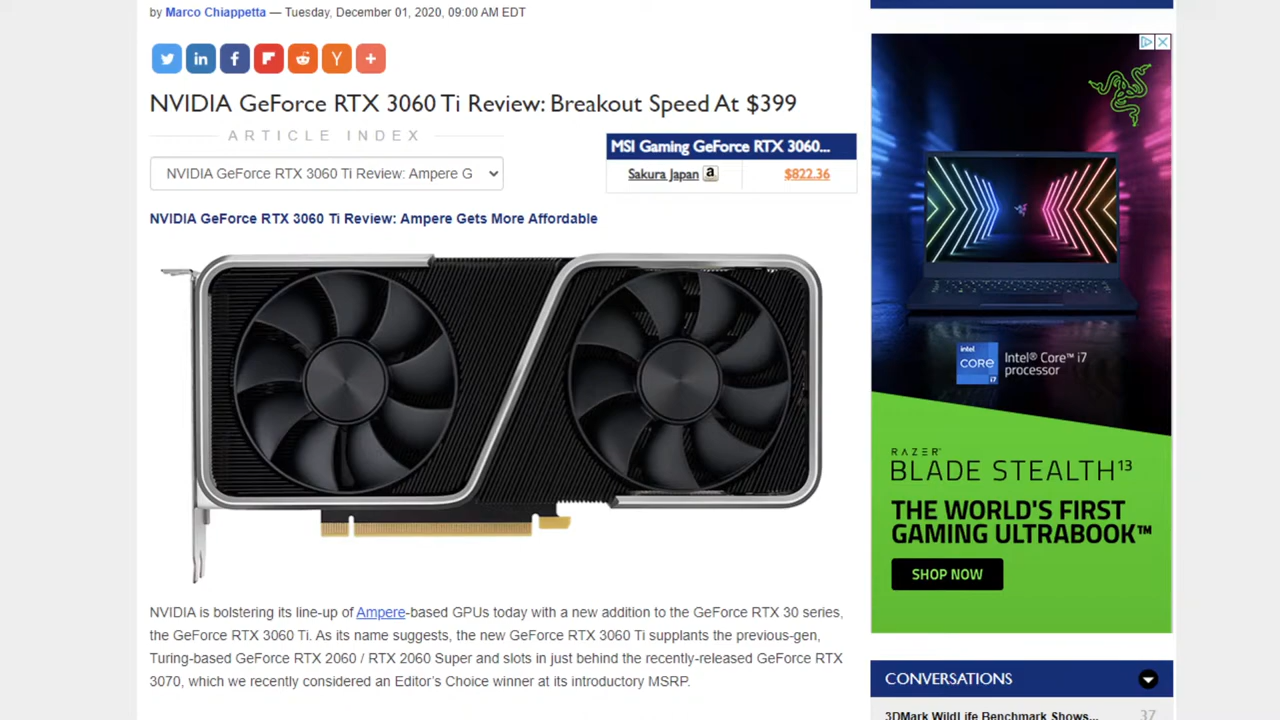 by Marco Chiappetta — Tuesday, December 01, 2020, 09:00 AM EDT
NVIDIA GeForce RTX 3060 Ti Review: Breakout Speed At $399
ARTICLE INDEX
NVIDIA GeForce RTX 3060 Ti Review: Ampere G
MSI Gaming GeForce RTX 3060...
Sakura Japan
$822.36
NVIDIA GeForce RTX 3060 Ti Review: Ampere Gets More Affordable
NVIDIA is bolstering its line-up of Ampere-based GPUs today with a new addition to the GeForce RTX 30 series,
the GeForce RTX 3060 Ti. As its name suggests, the new GeForce RTX 3060 Ti supplants the previous-gen,
Turing-based GeForce RTX 2060 / RTX 2060 Super and slots in just behind the recently-released GeForce RTX
3070, which we recently considered an Editor's Choice winner at its introductory MSRP.
intel
CORE
i7
Intel® Core™ i7
processor
RAZER
BLADE STEALTH 13
THE WORLD'S FIRST
GAMING ULTRABOOK™
SHOP NOW
CONVERSATIONS
3DMark WildLife Benchmark Shows...
37